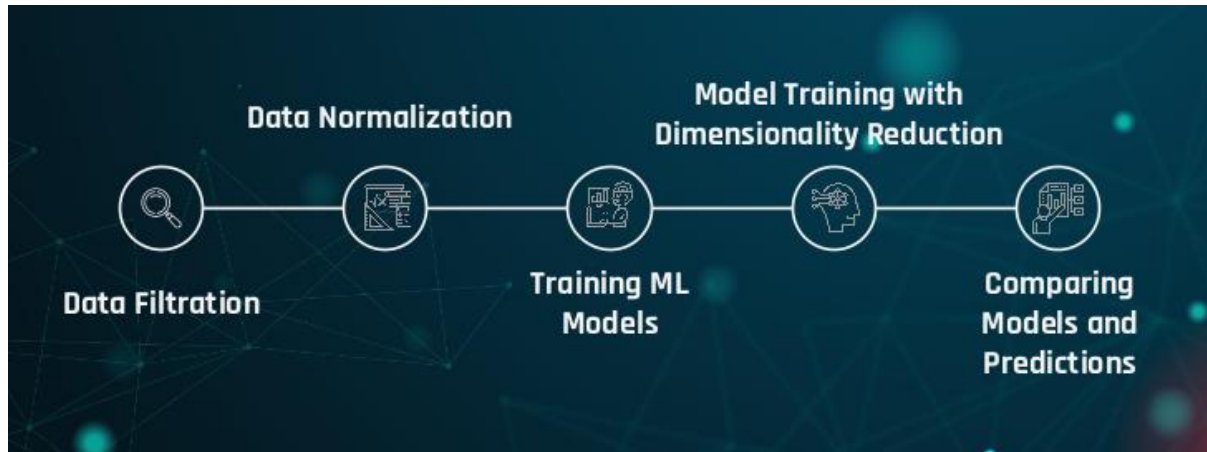 Data Filtration
Data Normalization
Training ML
Models
Model Training with
Dimensionality Reduction
Comparing
Models and
Predictions